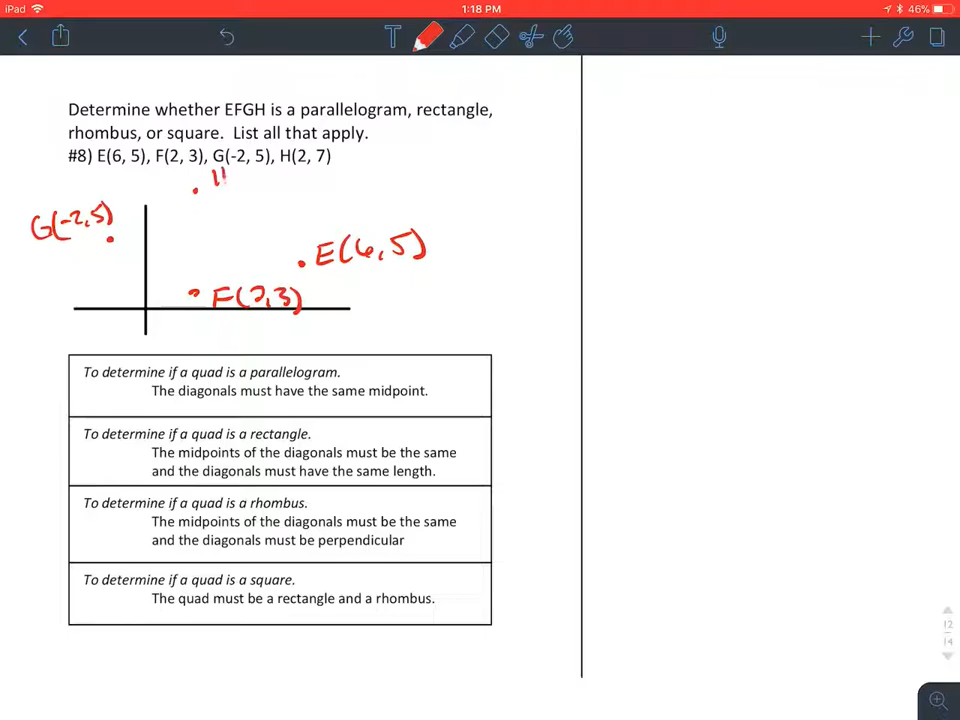 iPad
1:18 PM
46%
T
Determine whether EFGH is a parallelogram, rectangle,
rhombus, or square. List all that apply.
#8) E(6, 5), F(2, 3), G(-2, 5), H(2, 7)
G(-2,5)
E(6,5)
F(2,3)
To determine if a quad is a parallelogram.
The diagonals must have the same midpoint.
To determine if a quad is a rectangle.
The midpoints of the diagonals must be the same
and the diagonals must have the same length.
To determine if a quad is a rhombus.
The midpoints of the diagonals must be the same
and the diagonals must be perpendicular
To determine if a quad is a square.
The quad must be a rectangle and a rhombus.
12
14